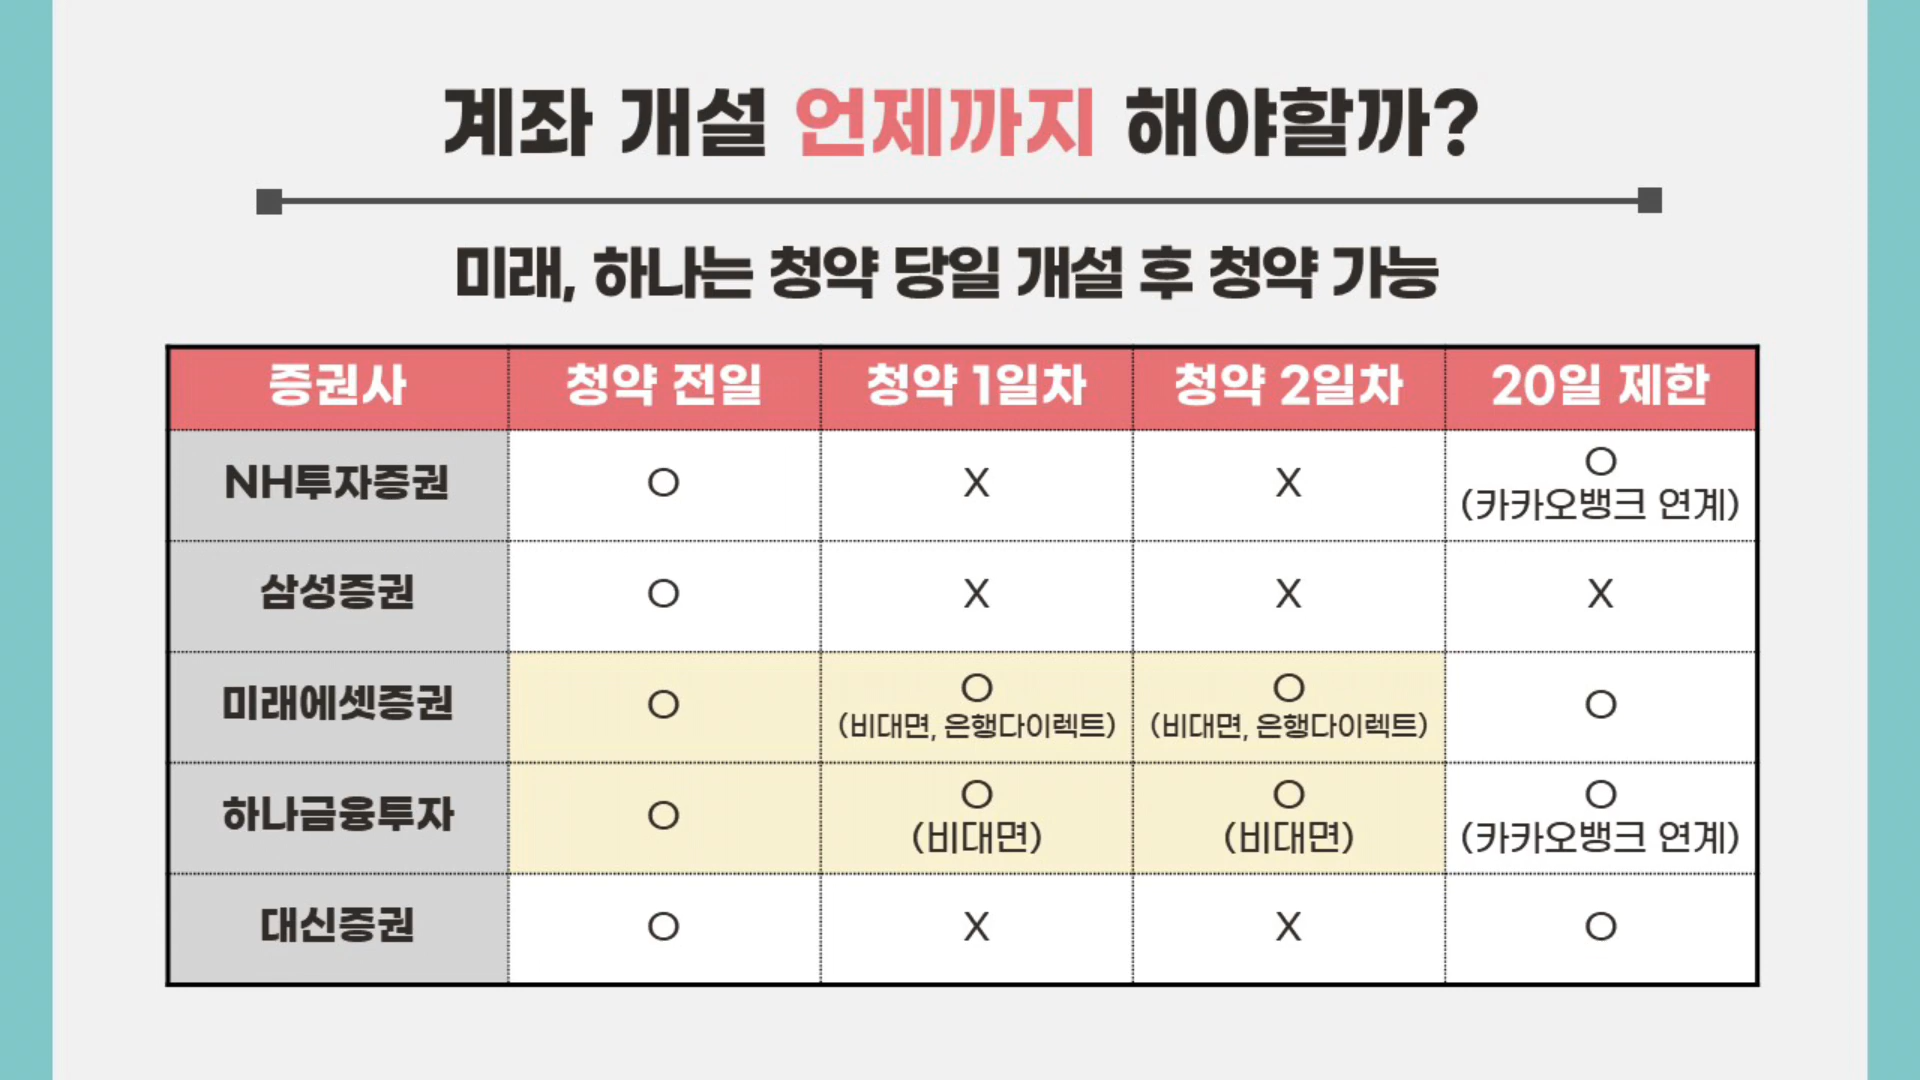 계좌 개설 언제까지 해야할까?
미래, 하나는 청약 당일 개설 후 청약 가능
증권사 청약 전일 청약 1일차 청약 2일차 20일 제한
NH투자증권 O X X O
(카카오뱅크 연계)
삼성증권 O X X X
미래에셋증권 O O O O
(비대면, 은행다이렉트) (비대면, 은행다이렉트)
하나금융투자 O O O O
(비대면) (비대면) (카카오뱅크 연계)
대신증권 O X X O